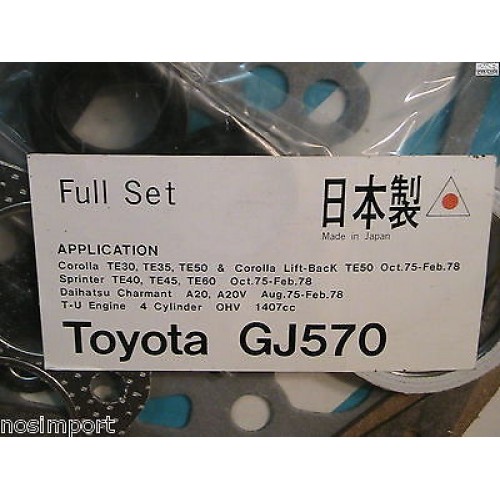 Full Set
日本製
Made in Japan
APPLICATION
Corolla TE30, TE35, TE50 & Corolla Lift-BacK TE50 Oct.75-Feb.78
Sprinter TE40, TE45, TE60 Oct.75-Feb.78
Daihatsu Charmant A20, A20V Aug.75-Feb.78
T-U Engine 4 Cylinder OHV 1407cc
Toyota GJ570
nosimport